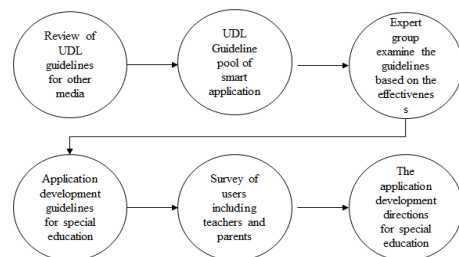 Review of
UDL
guidelines
for other
media
UDL
Guideline
pool of
smart
application
Expert
group
examine the
guidelines
based on the
effectivenes
s
Application
development
guidelines
for special
education
Survey of
users
including
teachers and
parents
The
application
development
directions
for special
education